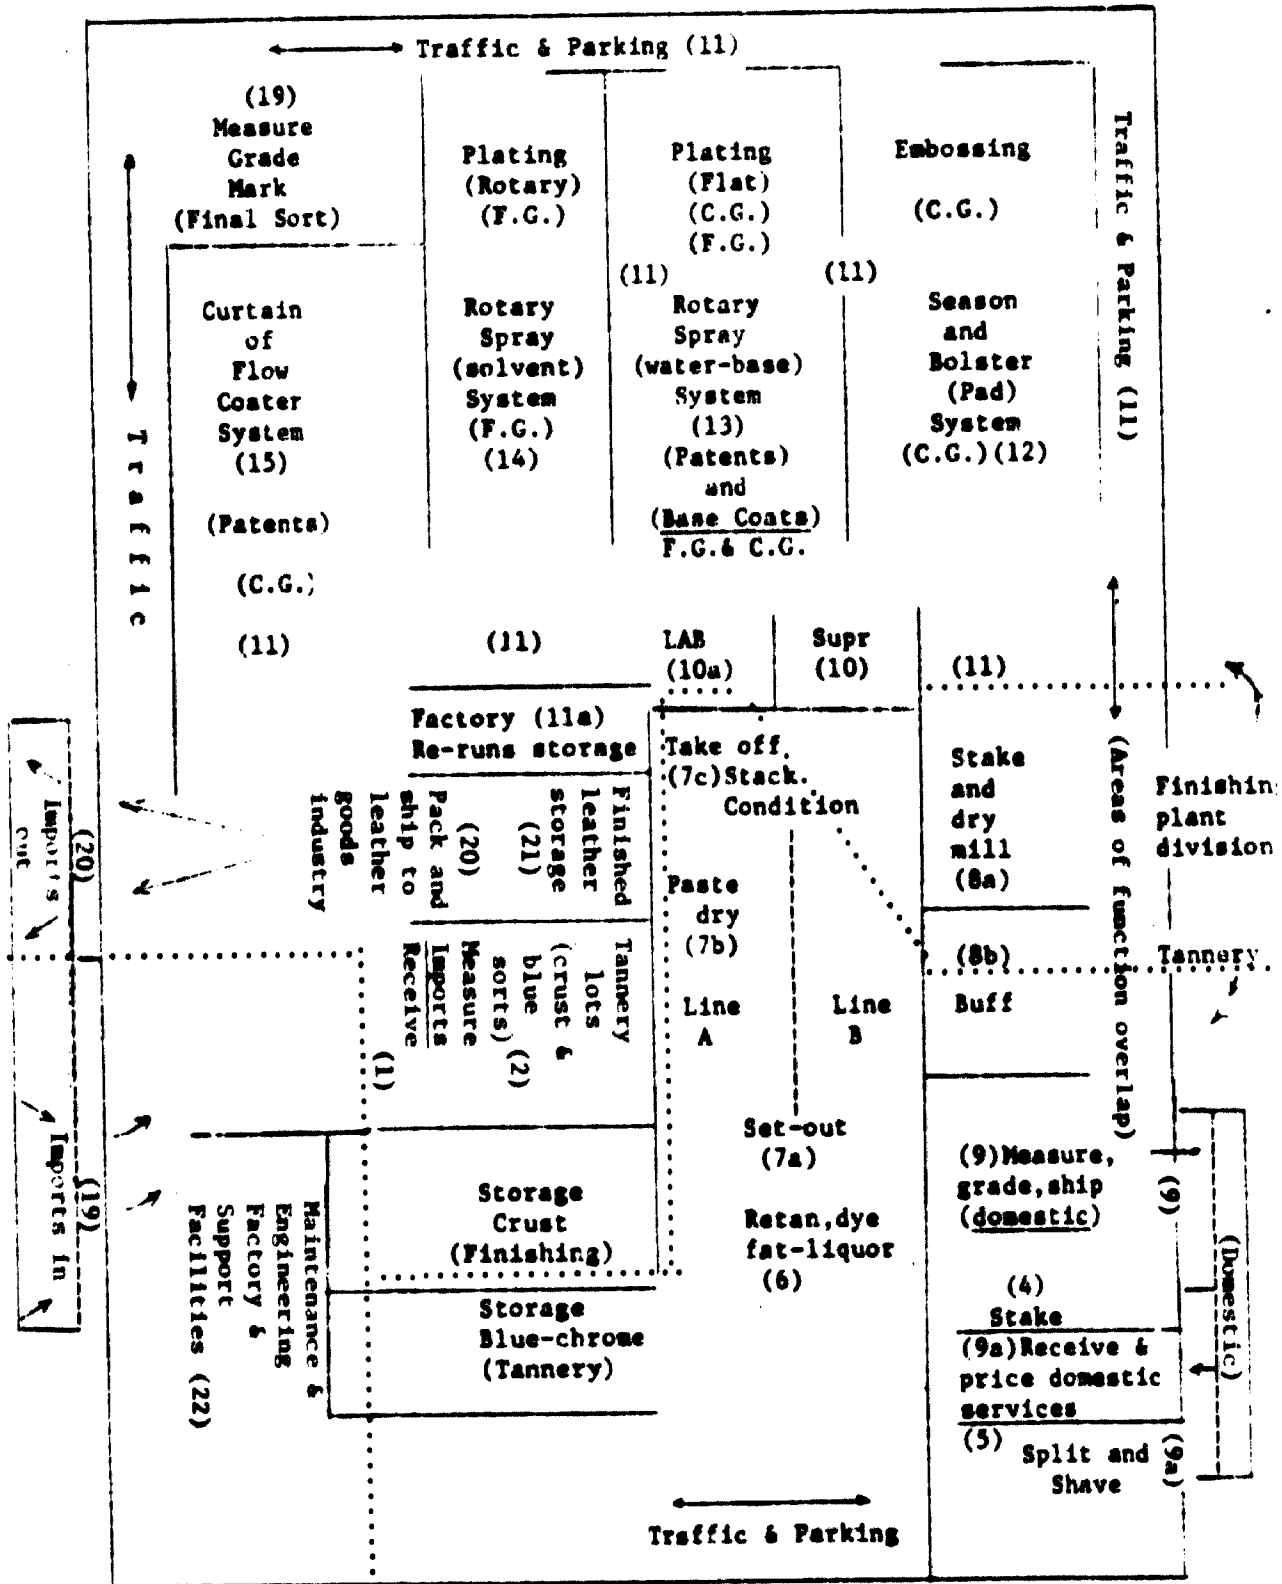 Traffic & Parking (11)
(19)
Measure
Grade
Mark
(Final Sort)
Plating
(Rotary)
(F.G.)
Plating
(Flat)
(C.G.)
(F.G.)
Embossing
(C.G.)
Traffic & Parking (11)
(11)
(11)
Curtain
of
Flow
Coater
System
(15)
(Patents)
(C.G.)
(11)
Rotary
Spray
(solvent)
System
(F.G.)
(14)
(11)
Rotary
Spray
(water-base)
System
(13)
(Patents)
and
(Base Coats)
F.G.& C.G.
Season
and
Bolster
(Pad)
System
(C.G.)(12)
Traffic
LAB
(10a)
Supr
(10)
(11)
Factory (11a)
Re-runs storage
Take off,
(7c)Stack.
Condition
Stake
and
dry
mill
(8a)
(Areas of function overlap)
Finishing
plant
division
Imports
out
(20)
Finished
leather
storage
(21)
(20)
Pack and
ship to
leather
goods
industry
Paste
dry
(7b)
(8b)
Tannery
Buff
Line
A
Line
B
Tannery
lots
(crust &
blue
sorts)
(2)
Measure
Imports
Receive
(1)
Imports in
(19)
Set-out
(7a)
(9)Measure,
grade,ship
(domestic)
(9)
(Domestic)
Storage
Crust
(Finishing)
Retan,dye
fat-liquor
(6)
Maintenance &
Engineering
Factory &
Support
Facilities (22)
Storage
Blue-chrome
(Tannery)
(4)
Stake
(9a)Receive &
price domestic
services
(5)
Split and
Shave
(9a)
Traffic & Parking